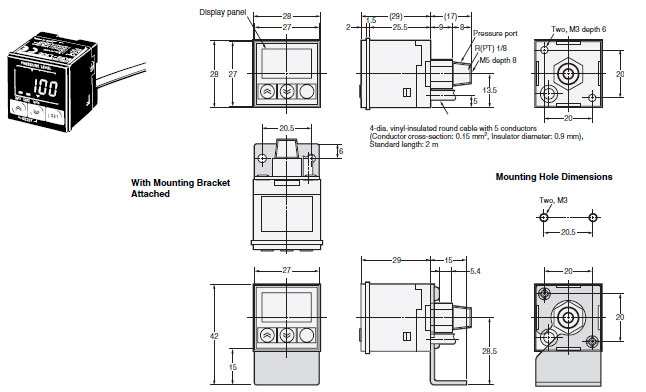 Display panel
28
27
28
27
(29)
(17)
1.5
2
25.5
9
8
Pressure port
R(PT) 1/8
M5 depth 8
13.5
5
Two, M3 depth 6
20
20
100
SET
4-dia. vinyl-insulated round cable with 5 conductors
(Conductor cross-section: 0.15 mm², Insulator diameter: 0.9 mm),
Standard length: 2 m
20.5
6
With Mounting Bracket
Attached
Mounting Hole Dimensions
Two, M3
20.5
27
42
15
29
15
5.4
28.5
20
20